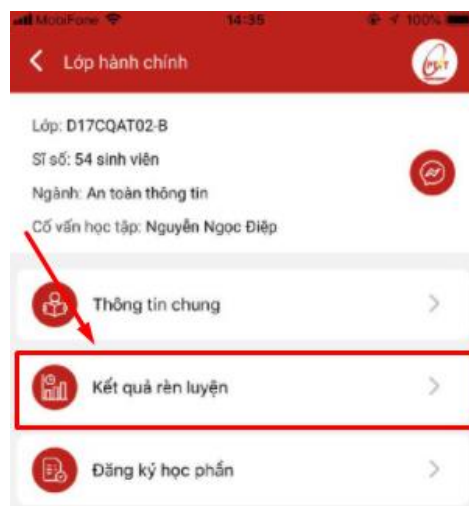 MobiFone 14:35 100%
Lớp hành chính
PTIT
Lớp: D17CQAT02-B
Sĩ số: 54 sinh viên
Ngành: An toàn thông tin
Cố vấn học tập: Nguyễn Ngọc Điệp
Thông tin chung
Kết quả rèn luyện
Đăng ký học phần